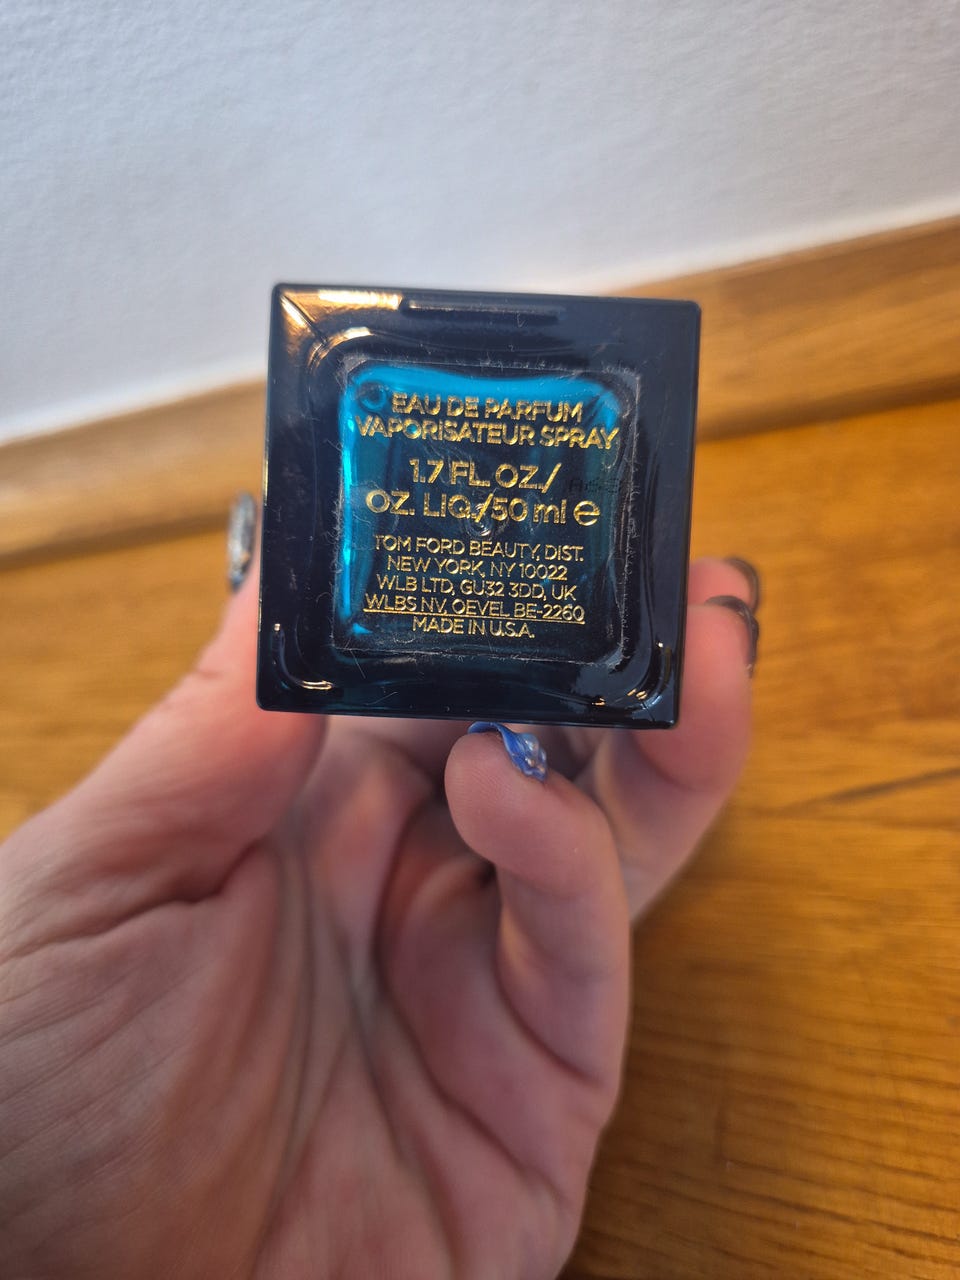 EAU DE PARFUM
VAPORISATEUR SPRAY
1.7 FL. OZ./
OZ. LIQ./50 ml ℮
TOM FORD BEAUTY, DIST.
NEW YORK, NY 10022
WLB LTD, GU32 3DD, UK
WLBS NV, OEVEL BE-2260
MADE IN U.S.A.